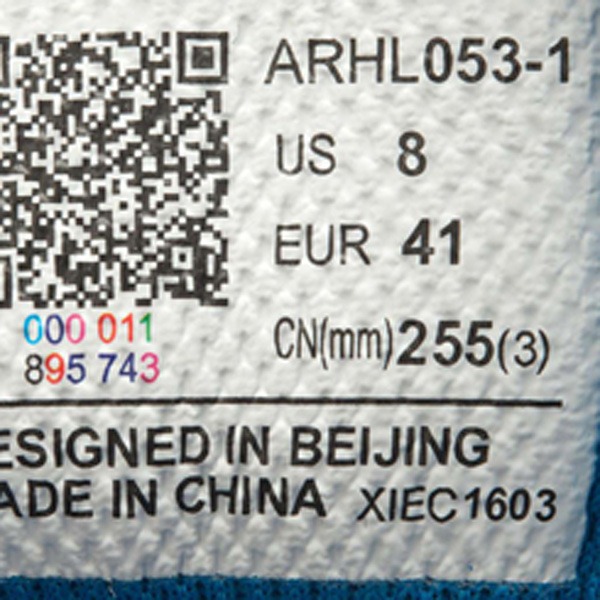 ARHL053-1
US 8
EUR 41
CN(mm)255(3)
000 011
895 743
ESIGNED IN BEIJING
ADE IN CHINA XIEC1603